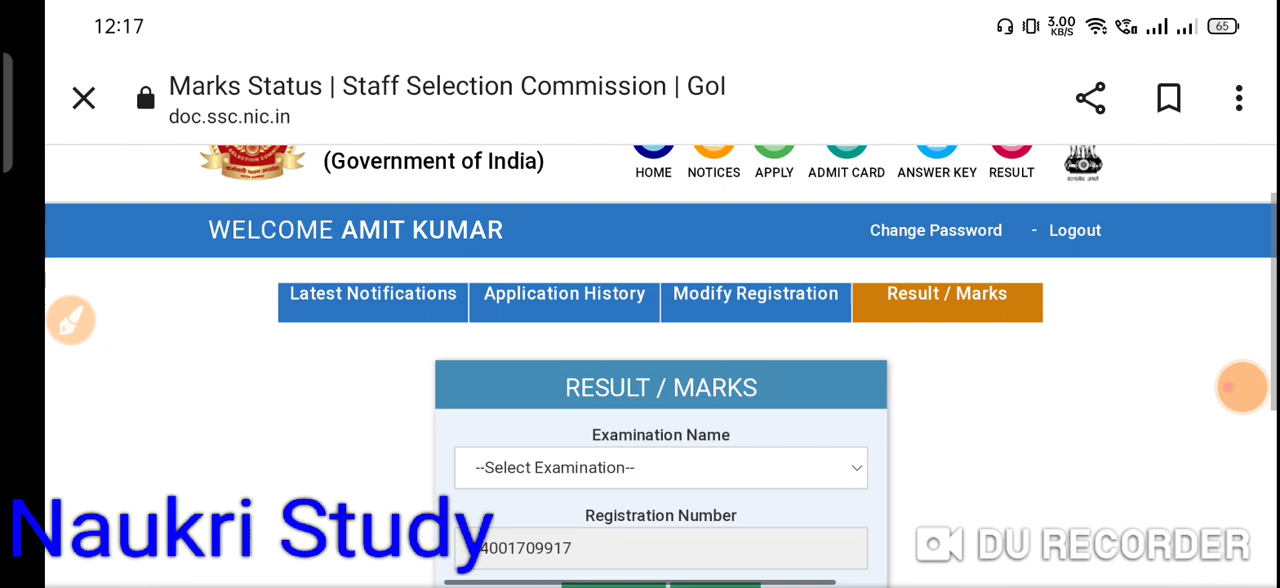 12:17
3.00
KB/S
65
Marks Status | Staff Selection Commission | GoI
doc.ssc.nic.in
(Government of India)
HOME NOTICES APPLY ADMIT CARD ANSWER KEY RESULT
WELCOME AMIT KUMAR
Change Password - Logout
Latest Notifications Application History Modify Registration Result / Marks
RESULT / MARKS
Examination Name
--Select Examination--
Registration Number
4001709917
Naukri Study
DU RECORDER